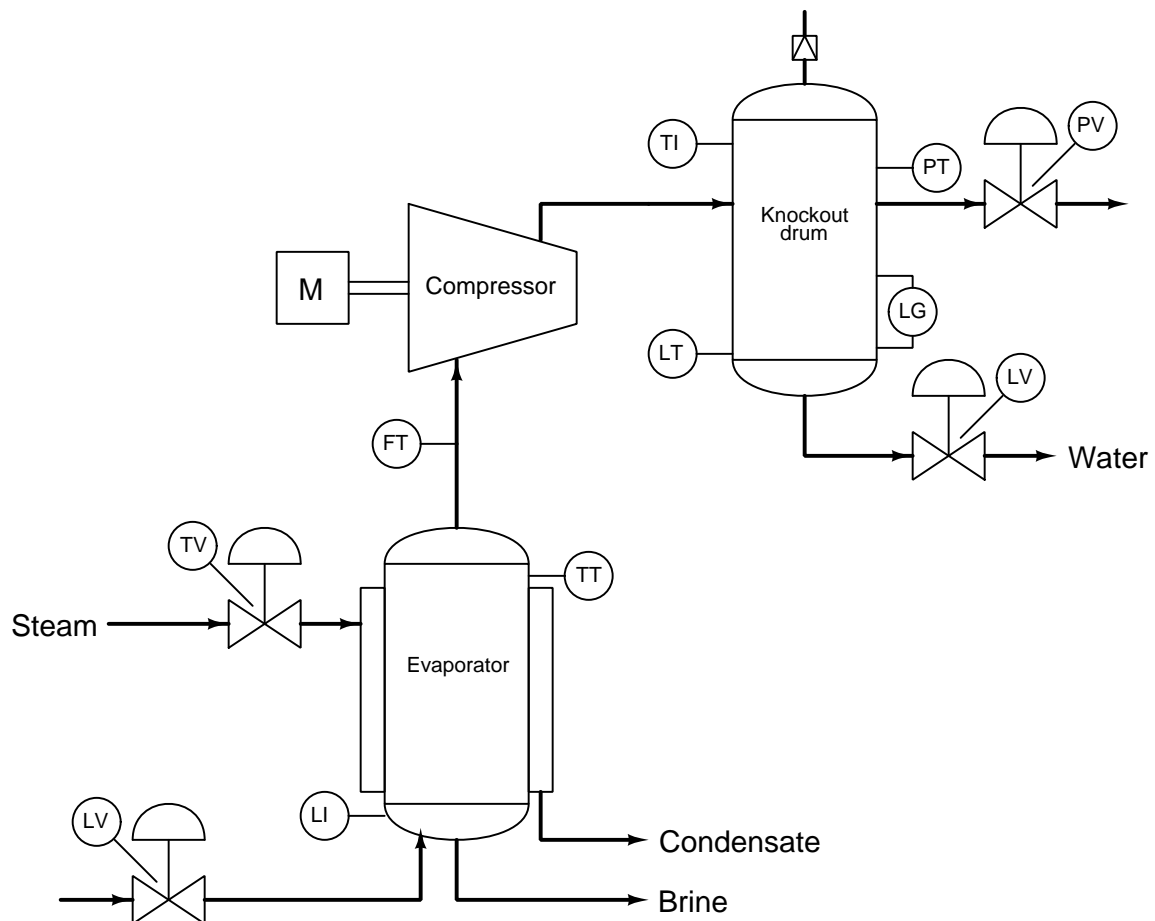 TI
PV
PT
Knockout
drum
M
Compressor
LG
LT
LV
FT
Water
TV
TT
Steam
Evaporator
LI
LV
Condensate
Brine